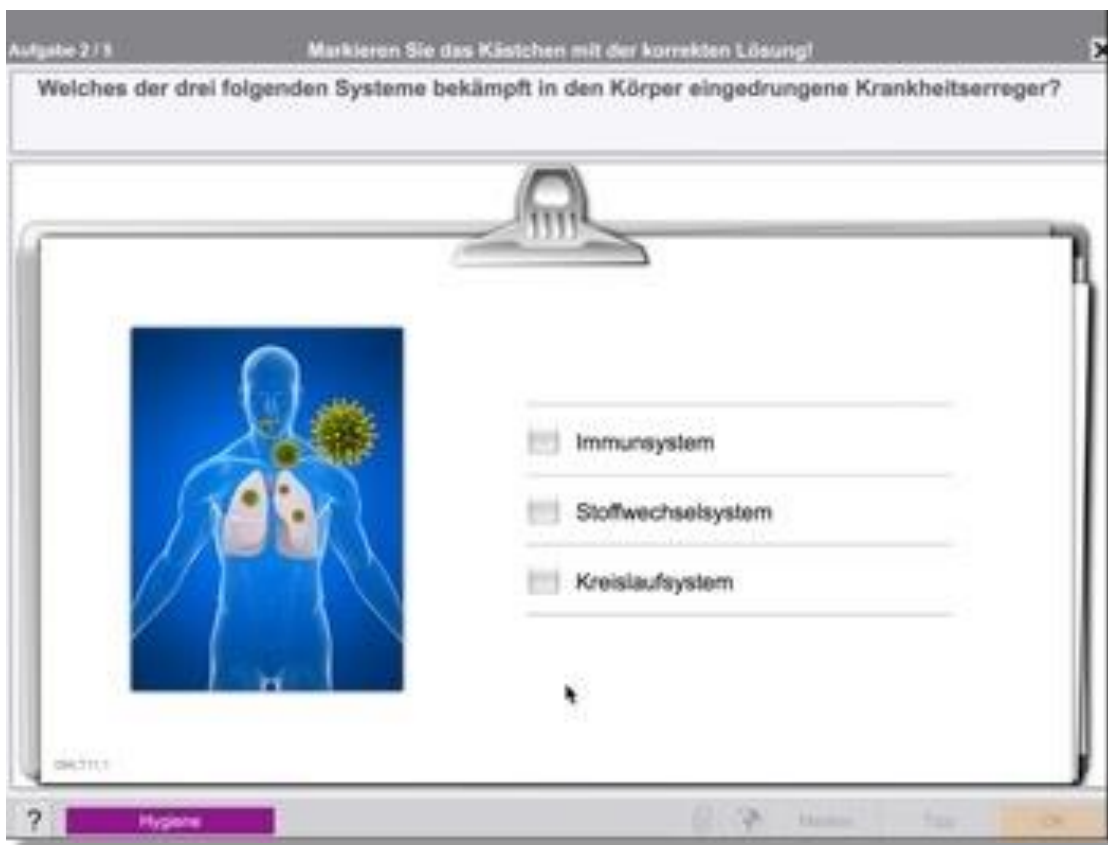 Aufgabe 2 / 5
Markieren Sie das Kästchen mit der korrekten Lösung!
Welches der drei folgenden Systeme bekämpft in den Körper eingedrungene Krankheitserreger?
Immunsystem
Stoffwechselsystem
Kreislaufsystem
?
Hygiene